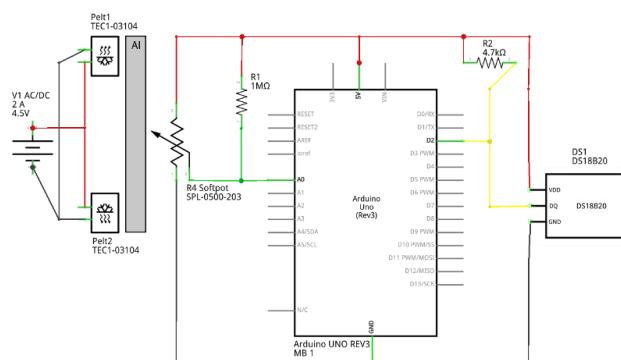 Pelt1
TEC1-03104
AI
V1 AC/DC
2 A
4.5V
Pelt2
TEC1-03104
R1
1MΩ
R4 Softpot
SPL-0500-203
R2
4.7kΩ
3V3
5V
VIN
RESET
RESET2
AREF
ioref
A0
A1
A2
A3
A4/SDA
A5/SCL
N/C
Arduino
Uno
(Rev3)
D0/RX
D1/TX
D2
D3 PWM
D4
D5 PWM
D6 PWM
D7
D8
D9 PWM
D10 PWM/SS
D11 PWM/MOSI
D12/MISO
D13/SCK
GND
Arduino UNO REV3
MB 1
DS1
DS18B20
VDD
DQ
GND
DS18B20